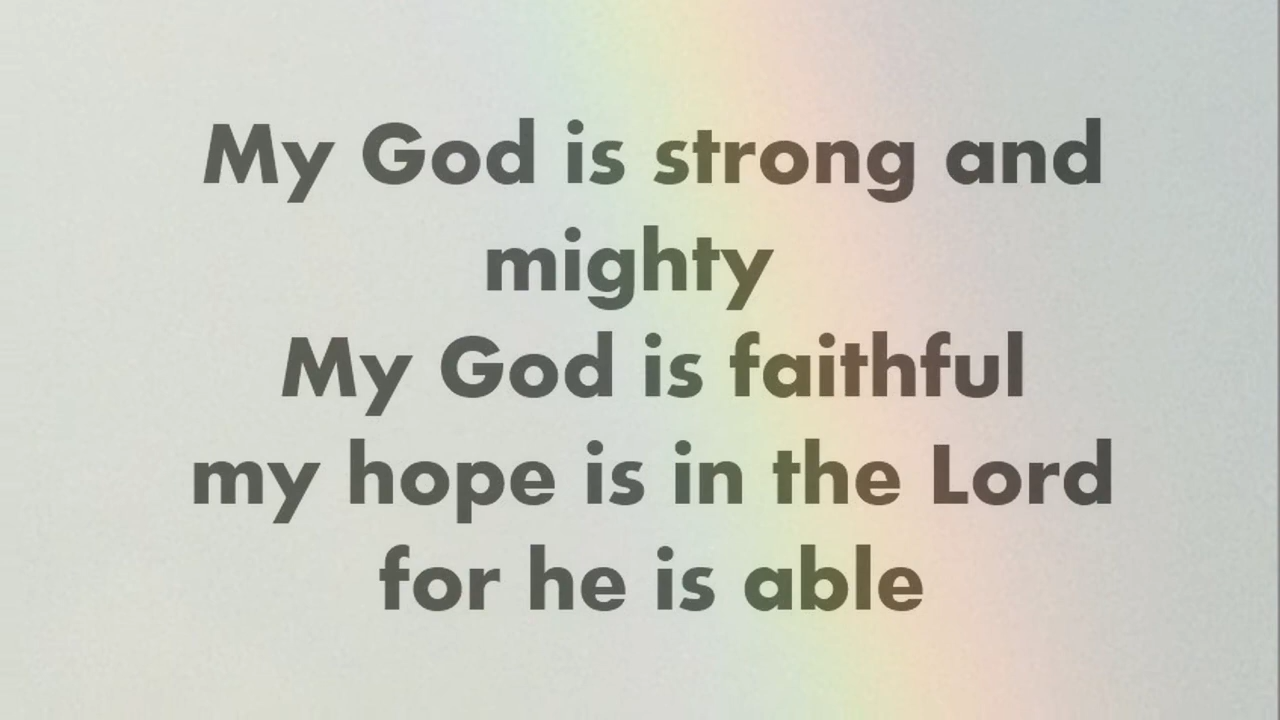 My God is strong and
mighty
My God is faithful
my hope is in the Lord
for he is able